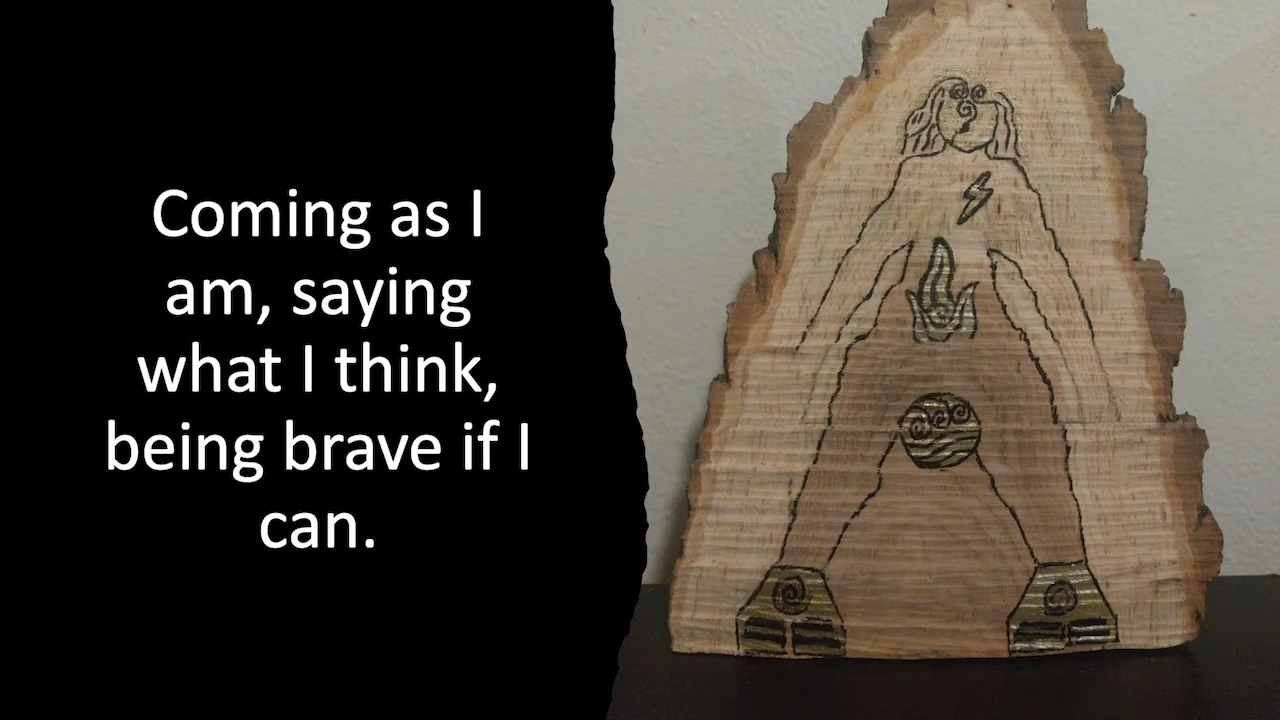 Coming as I
am, saying
what I think,
being brave if I
can.